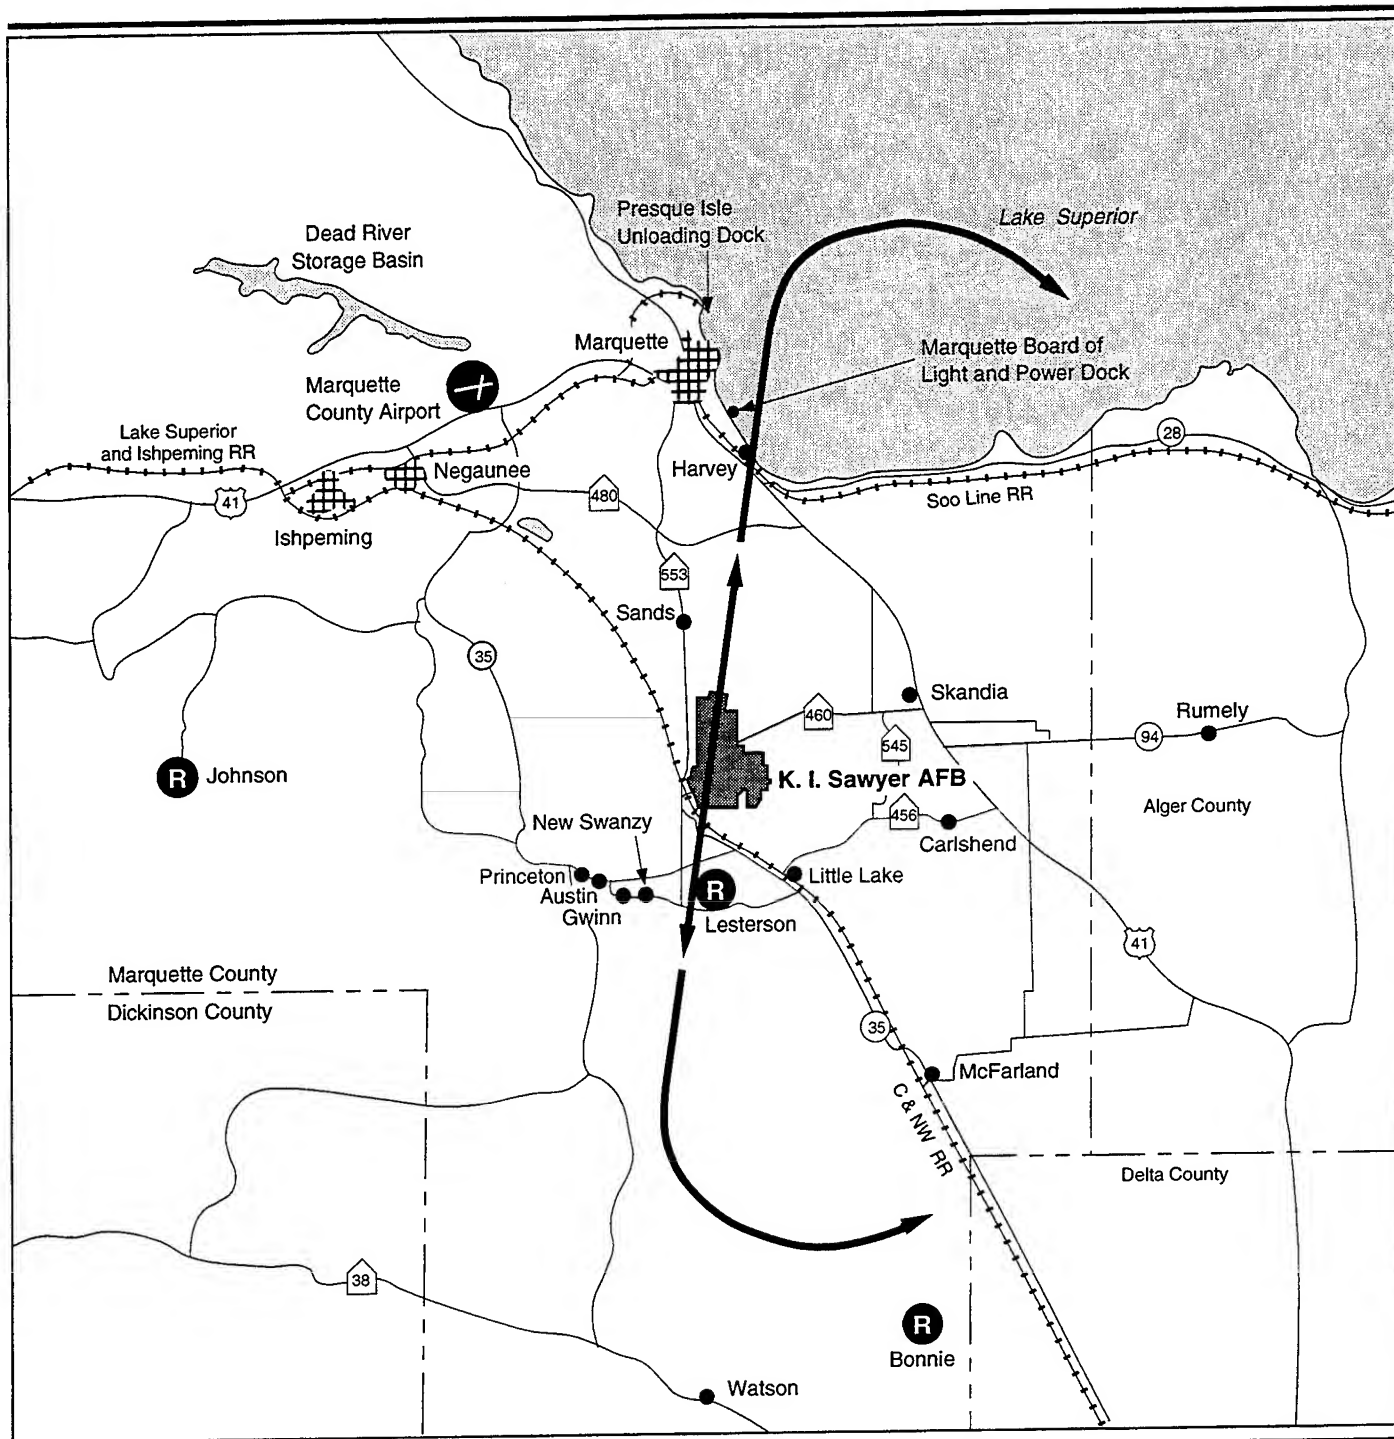 Lake Superior
Presque Isle
Unloading Dock
Dead River
Storage Basin
Marquette
Marquette Board of
Light and Power Dock
Marquette
County Airport
Lake Superior
and Ishpeming RR
28
Negaunee
Harvey
41
480
Soo Line RR
Ishpeming
553
Sands
35
Skandia
460
Rumely
94
545
R Johnson
K. I. Sawyer AFB
Alger County
456
New Swanzy
Carlshend
Princeton
Little Lake
R
Austin
Gwinn
Lesterson
41
Marquette County
Dickinson County
35
McFarland
C & NW RR
Delta County
38
R
Bonnie
Watson